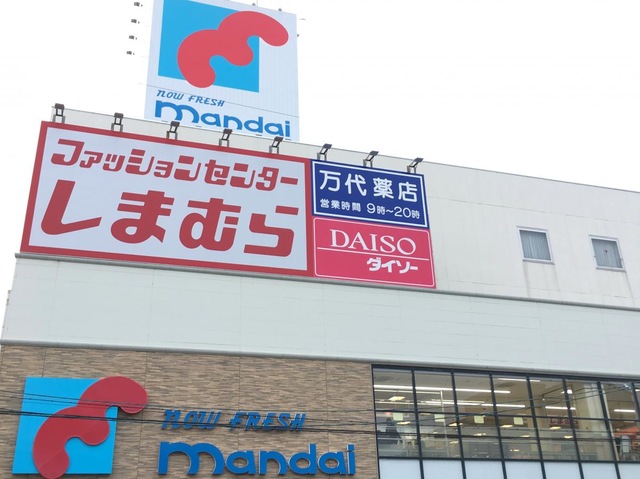 now FRESH
mandai
ファッションセンター
しまむら
万代薬店
営業時間 9時~20時
DAISO
ダイソー
now FRESH
mandai